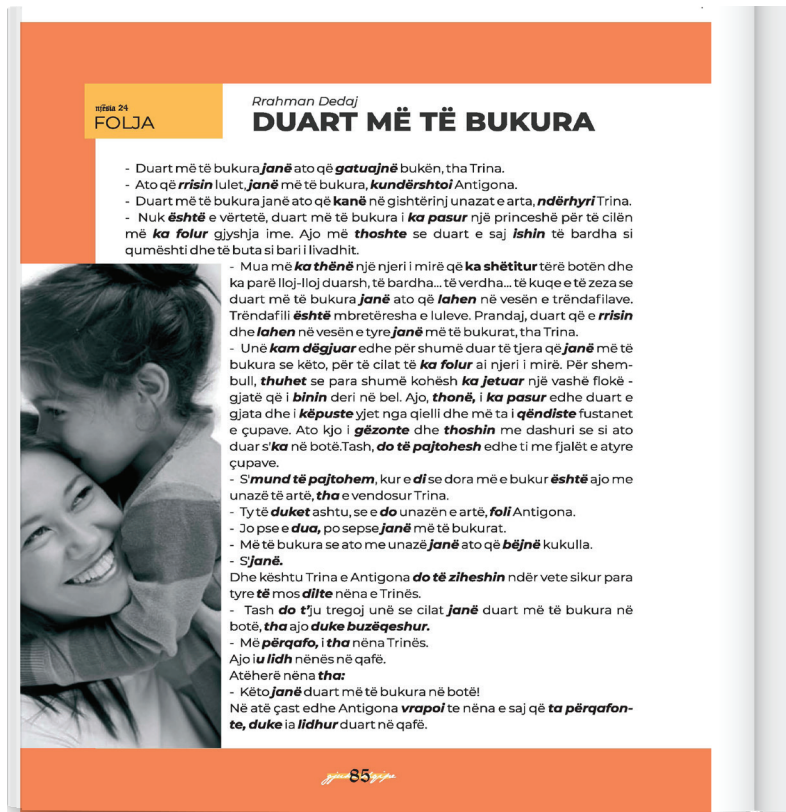 njësia 24
FOLJA
Rrahman Dedaj
DUART MË TË BUKURA
- Duart më të bukura janë ato që gatuajnë bukën, tha Trina.
- Ato që rrisin lulet, janë më të bukura, kundërshtoi Antigona.
- Duart më të bukura janë ato që kanë në gishtërinj unazat e arta, ndërhyri Trina.
- Nuk është e vërtetë, duart më të bukura i ka pasur një princeshë për të cilën
më ka folur gjyshja ime. Ajo më thoshte se duart e saj ishin të bardha si
qumështi dhe të buta si bari i livadhit.
- Mua më ka thënë një njeri i mirë që ka shëtitur tërë botën dhe
ka parë lloj-lloj duarsh, të bardha... të verdha... të kuqe e të zeza se
duart më të bukura janë ato që lahen në vesën e trëndafilave.
Trëndafili është mbretëresha e luleve. Prandaj, duart që e rrisin
dhe lahen në vesën e tyre janë më të bukurat, tha Trina.
- Unë kam dëgjuar edhe për shumë duar të tjera që janë më të
bukura se këto, për të cilat të ka folur ai njeri i mirë. Për shem-
bull, thuhet se para shumë kohësh ka jetuar një vashë flokë -
gjatë që i binin deri në bel. Ajo, thonë, i ka pasur edhe duart e
gjata dhe i këpuste yjet nga qielli dhe më ta i qëndiste fustanet
e çupave. Ato kjo i gëzonte dhe thoshin me dashuri se si ato
duar s'ka në botë.Tash, do të pajtohesh edhe ti me fjalët e atyre
çupave.
- S'mund të pajtohem, kur e di se dora më e bukur është ajo me
unazë të artë, tha e vendosur Trina.
- Ty të duket ashtu, se e do unazën e artë, foli Antigona.
- Jo pse e dua, po sepse janë më të bukurat.
- Më të bukura se ato me unazë janë ato që bëjnë kukulla.
- S'janë.
Dhe kështu Trina e Antigona do të ziheshin ndër vete sikur para
tyre të mos dilte nëna e Trinës.
- Tash do t'ju tregoj unë se cilat janë duart më të bukura në
botë, tha ajo duke buzëqeshur.
- Më përqafo, i tha nëna Trinës.
Ajo iu lidh nënës në qafë.
Atëherë nëna tha:
- Këto janë duart më të bukura në botë!
Në atë çast edhe Antigona vrapoi te nëna e saj që ta përqafon-
te, duke ia lidhur duart në qafë.
85